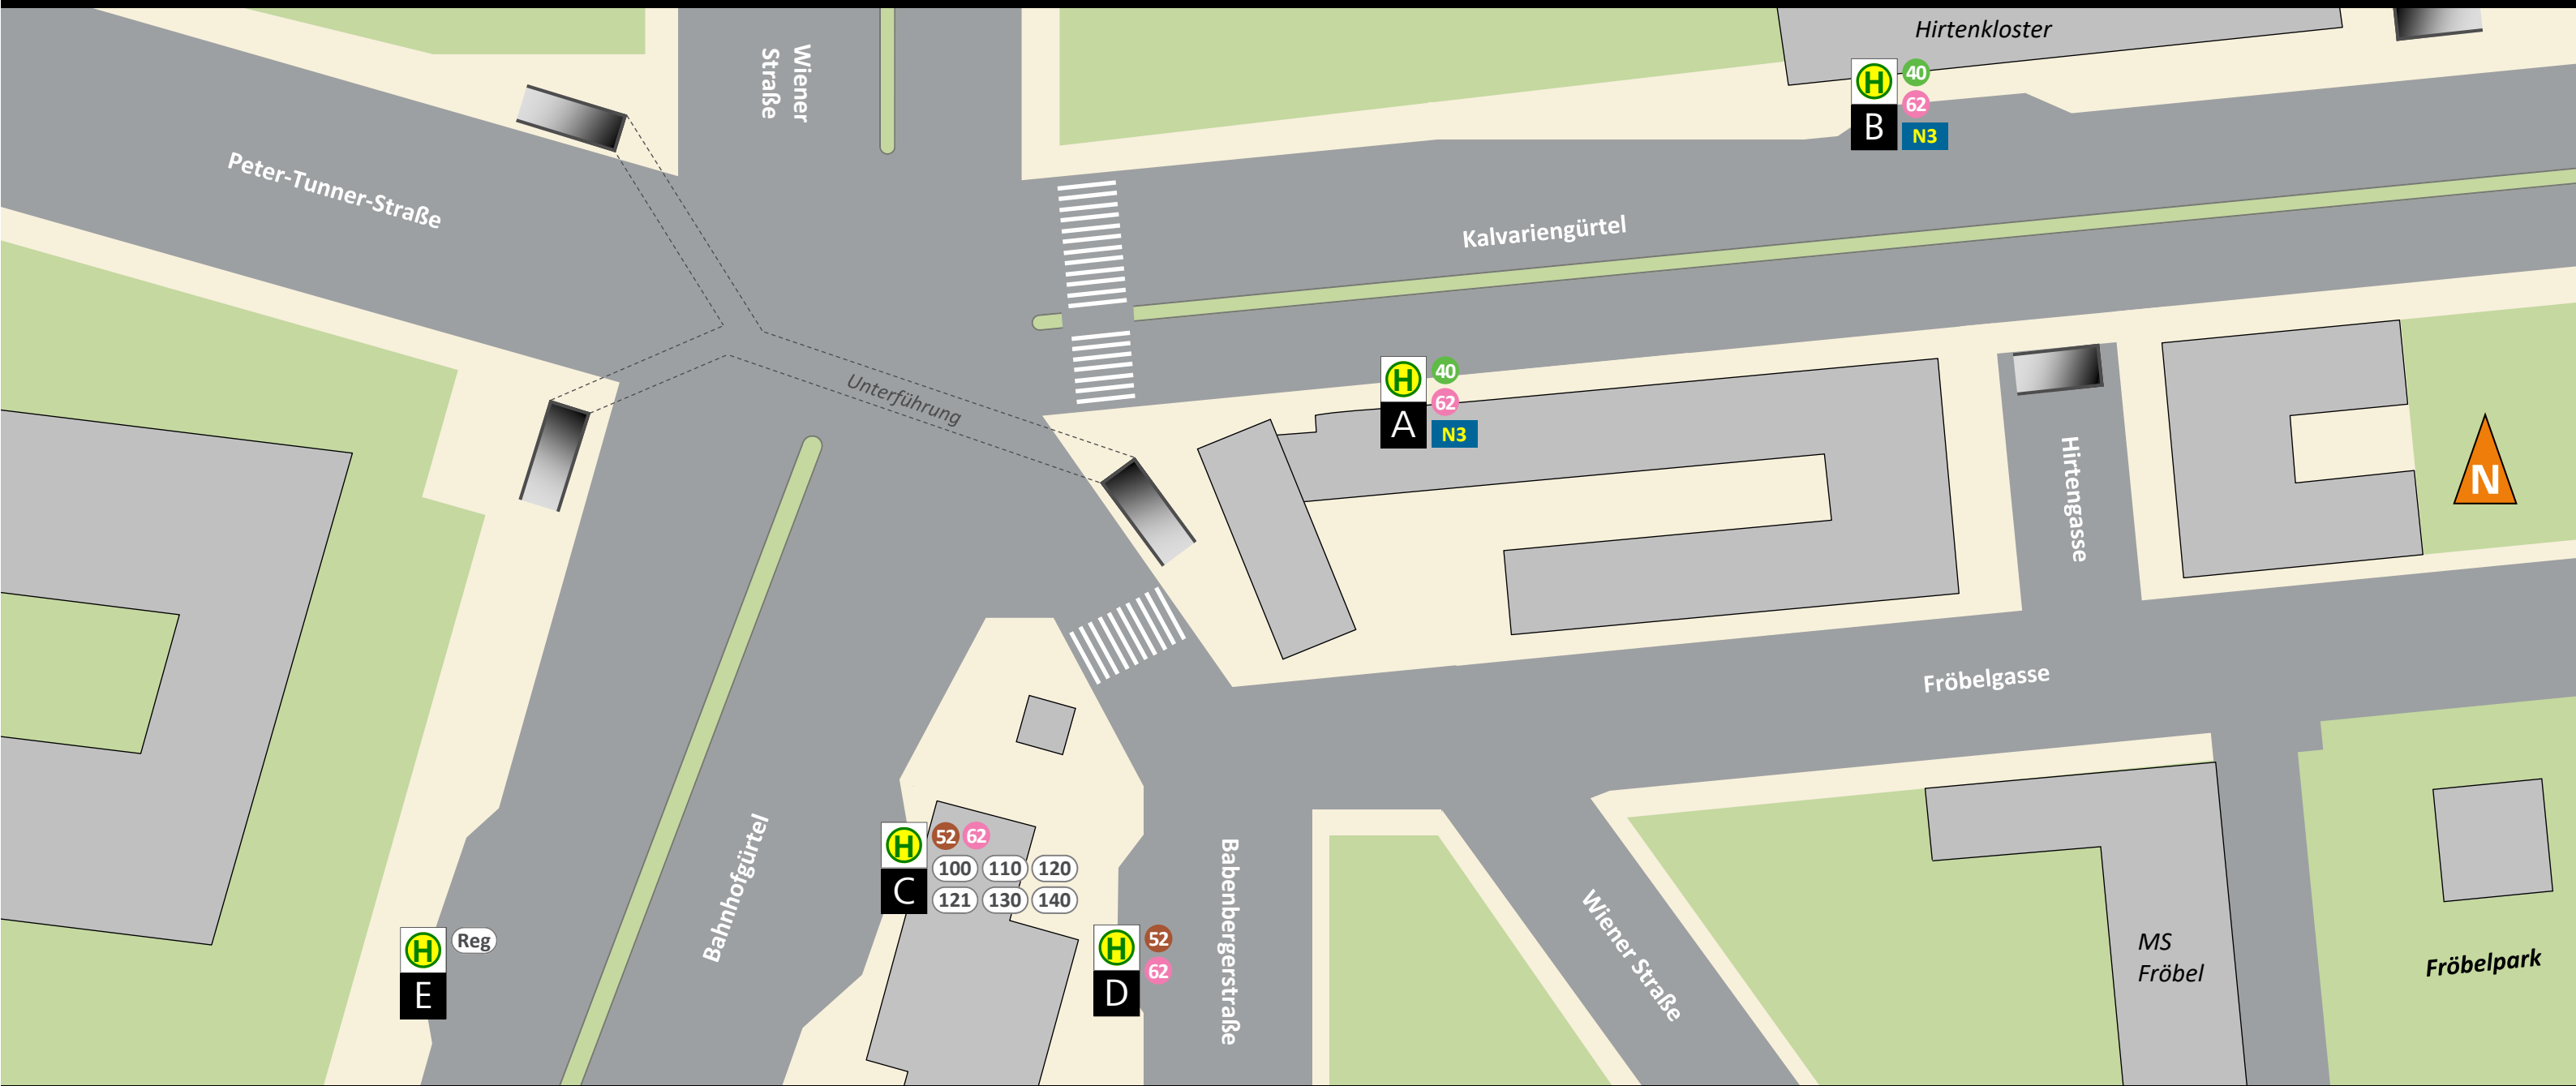 Hirtenkloster
Wiener
Straße
H
40
62
B
N3
Peter-Tunner-Straße
Kalvariengürtel
Unterführung
H
40
62
A
N3
N
Hirtengasse
Fröbelgasse
H
52 62
100 110 120
C
121 130 140
Bahnhofgürtel
Babenbergerstraße
Wiener Straße
MS
Fröbel
Fröbelpark
H
Reg
E
H
52
62
D